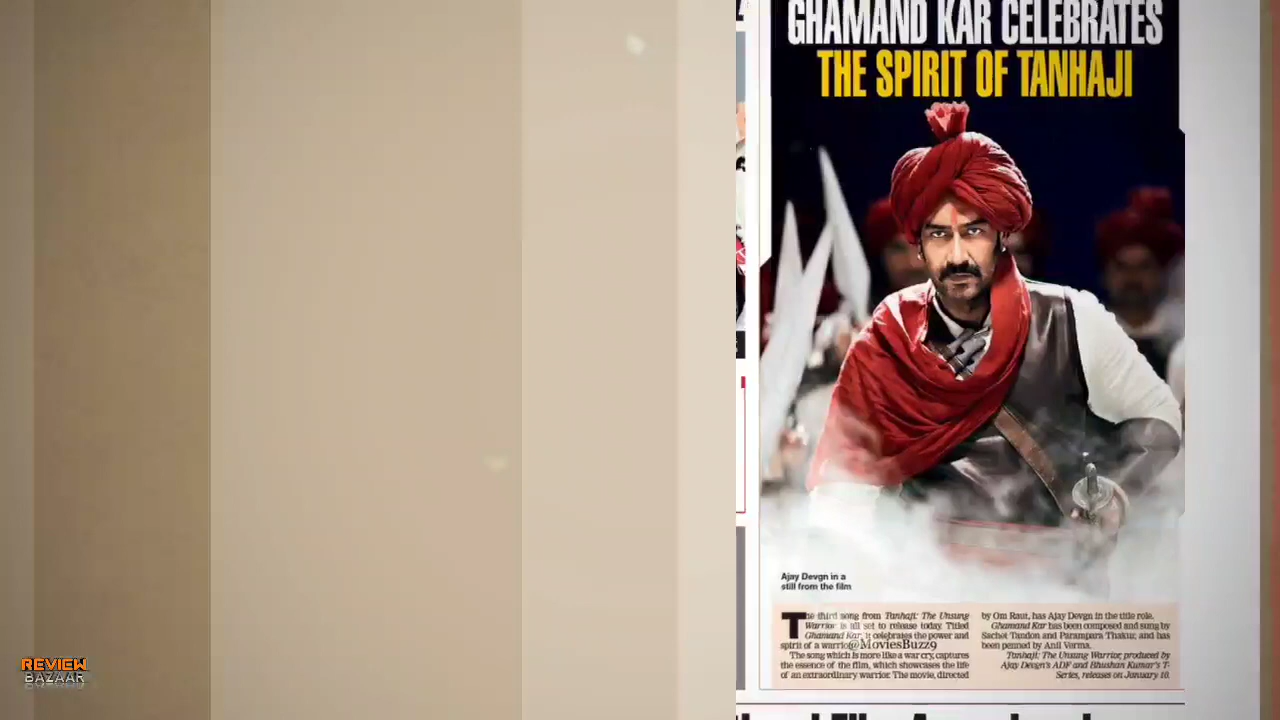 GHAMAND KAR CELEBRATES
THE SPIRIT OF TANHAJI
Ajay Devgn in a
still from the film
The third song from Tanhaji: The Unsung
Warrior is all set to release today. Titled
Ghamand Kar, it celebrates the power and
spirit of a warrior
@MoviesBuzz9
The song which is more like a war cry, captures
the essence of the film, which showcases the life
of an extraordinary warrior. The movie, directed
by Om Raut, has Ajay Devgn in the title role.
Ghamand Kar has been composed and sung by
Sachet Tandon and Parampara Thakur, and has
been penned by Anil Verma.
Tanhaji: The Unsung Warrior, produced by
Ajay Devgn's ADF and Bhushan Kumar's T-
Series, releases on January 10.
REVIEW
BAZAAR